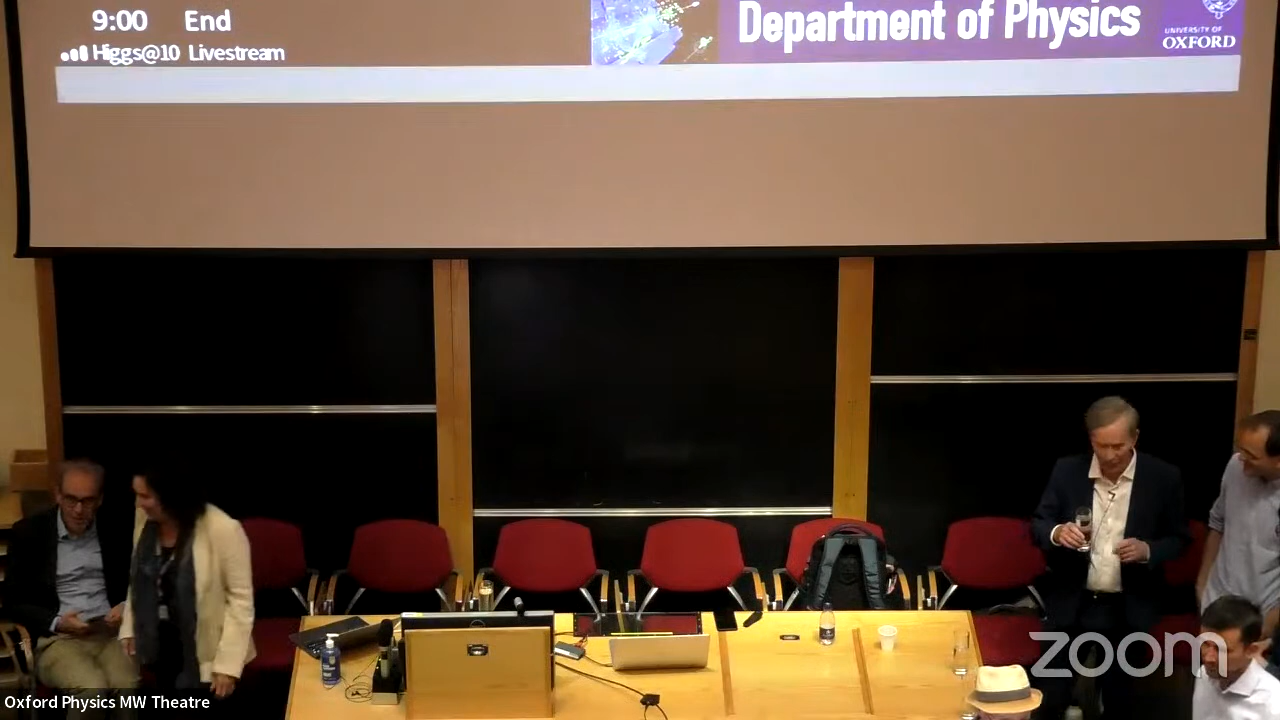 9:00 End
Higgs@10 Livestream
Department of Physics
UNIVERSITY OF
OXFORD
zoom
Oxford Physics MW Theatre